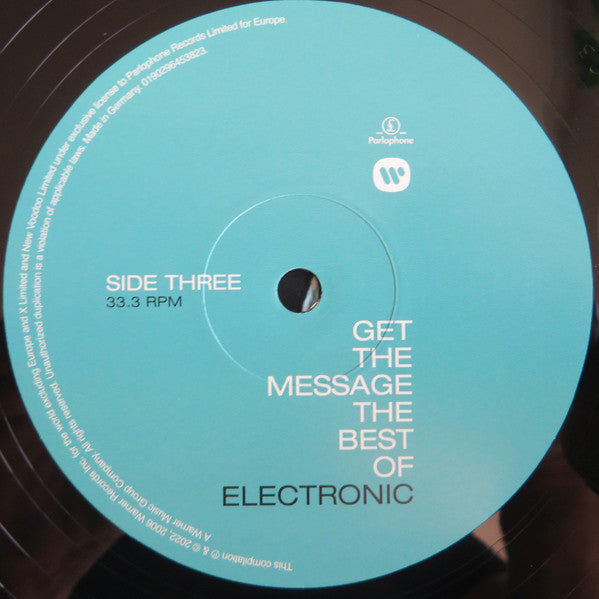 This compilation ℗ & © 2022, 2006 Warner Records Inc. for the world excluding Europe and X Limited and New Voodoo Limited under exclusive license to Parlophone Records Limited for Europe.
A Warner Music Group Company. All rights reserved. Unauthorized duplication is a violation of applicable laws. Made in Germany. 0190296453823.
Parlophone
SIDE THREE
33.3 RPM
GET
THE
MESSAGE
THE
BEST
OF
ELECTRONIC